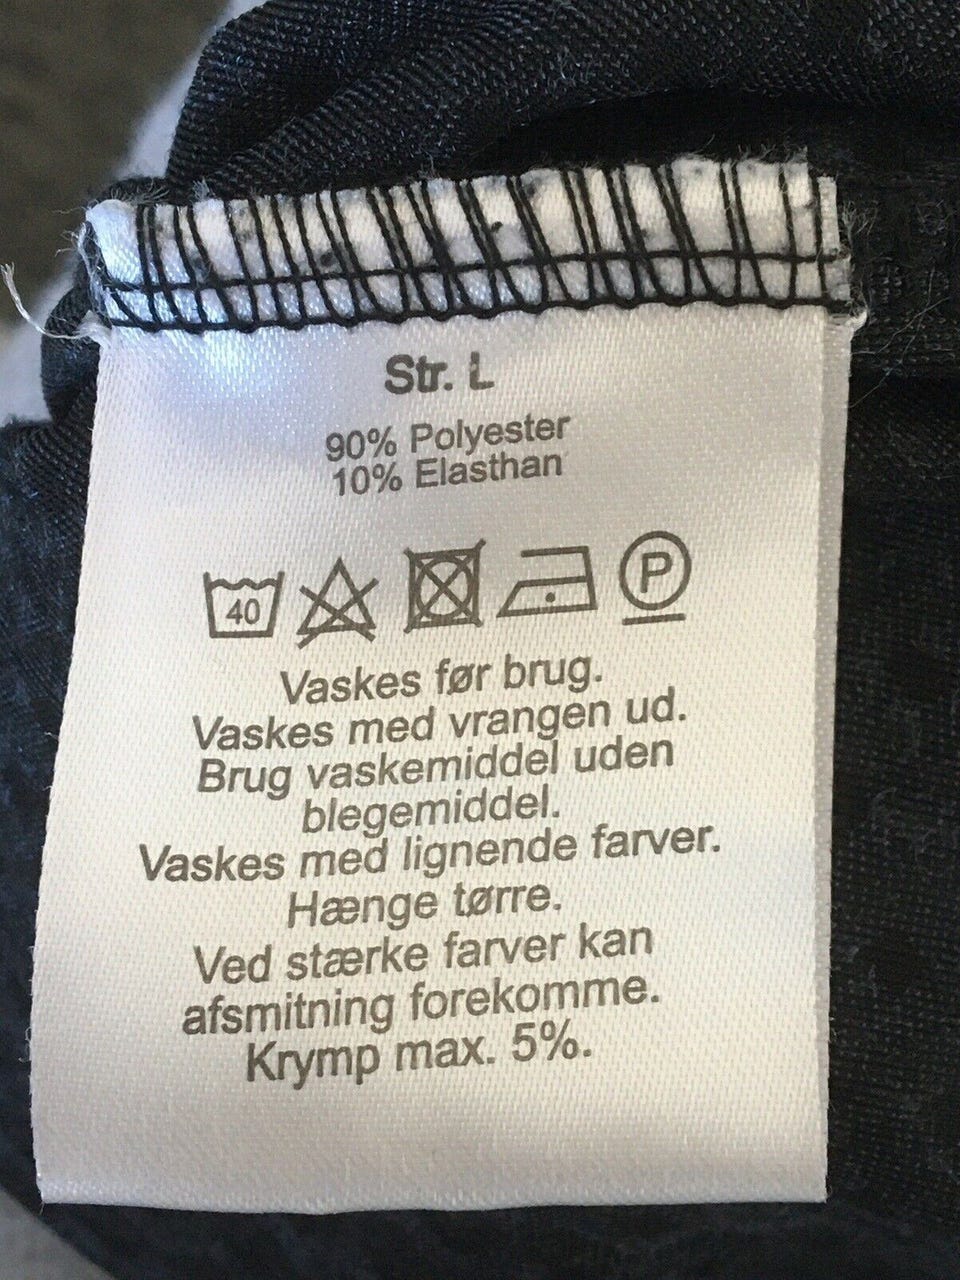 Str. L
90% Polyester
10% Elasthan
40
P
Vaskes før brug.
Vaskes med vrangen ud.
Brug vaskemiddel uden
blegemiddel.
Vaskes med lignende farver.
Hænge tørre.
Ved stærke farver kan
afsmitning forekomme.
Krymp max. 5%.